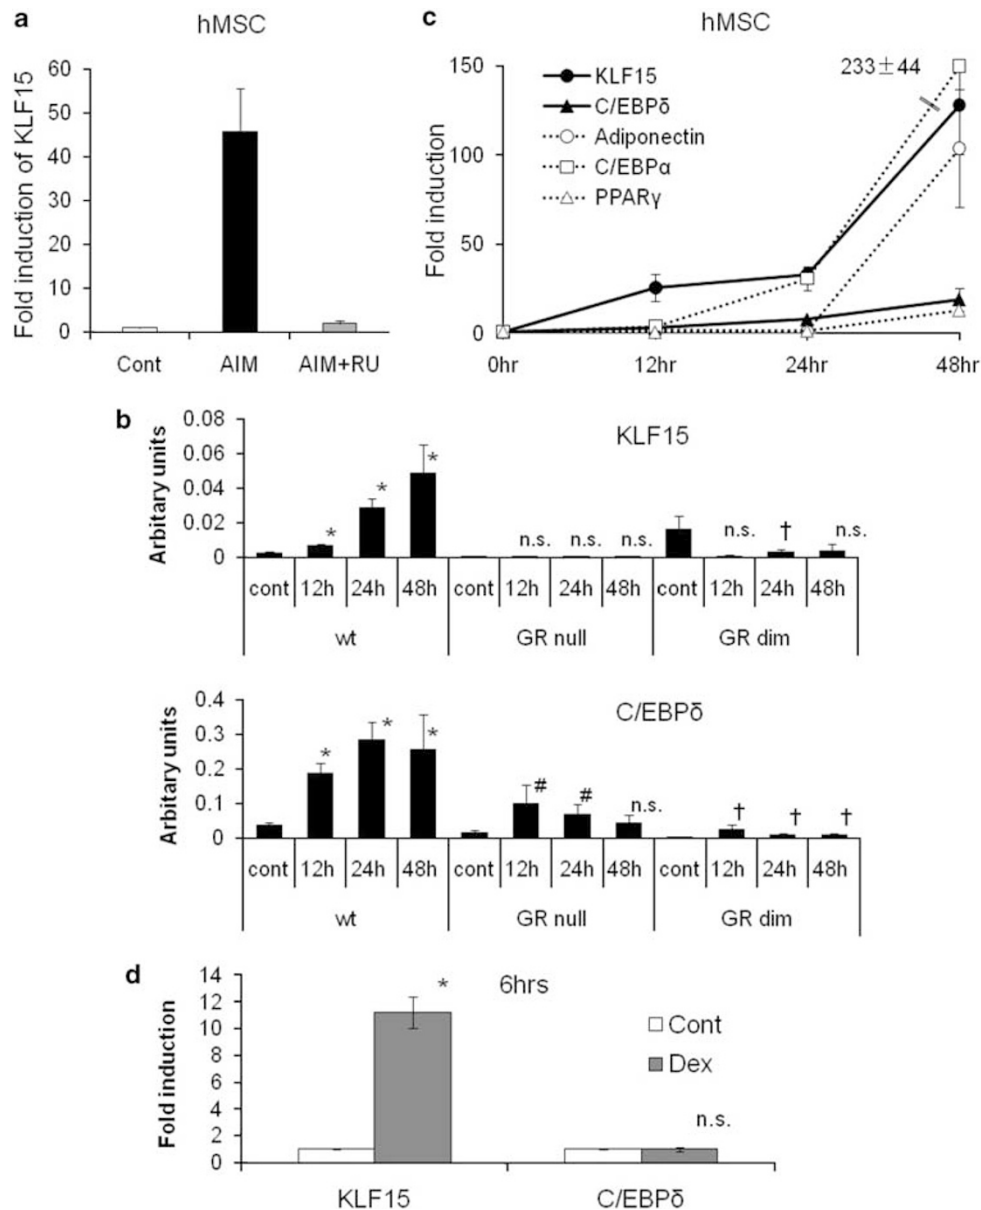 a
hMSC
Fold induction of KLF15
60
50
40
30
20
10
0
Cont AIM AIM+RU
c
hMSC
Fold induction
150
100
50
0
KLF15
C/EBPδ
Adiponectin
C/EBPα
PPARγ
233±44
0hr 12hr 24hr 48hr
b
KLF15
Arbitary units
0.08
0.06
0.04
0.02
0
* * * n.s. n.s. n.s. n.s. † n.s.
cont 12h 24h 48h cont 12h 24h 48h cont 12h 24h 48h
wt GR null GR dim
C/EBPδ
Arbitary units
0.4
0.3
0.2
0.1
0
* * * # # n.s. † † †
cont 12h 24h 48h cont 12h 24h 48h cont 12h 24h 48h
wt GR null GR dim
d
6hrs
Fold induction
14
12
10
8
6
4
2
0
*
Cont
Dex
n.s.
KLF15 C/EBPδ